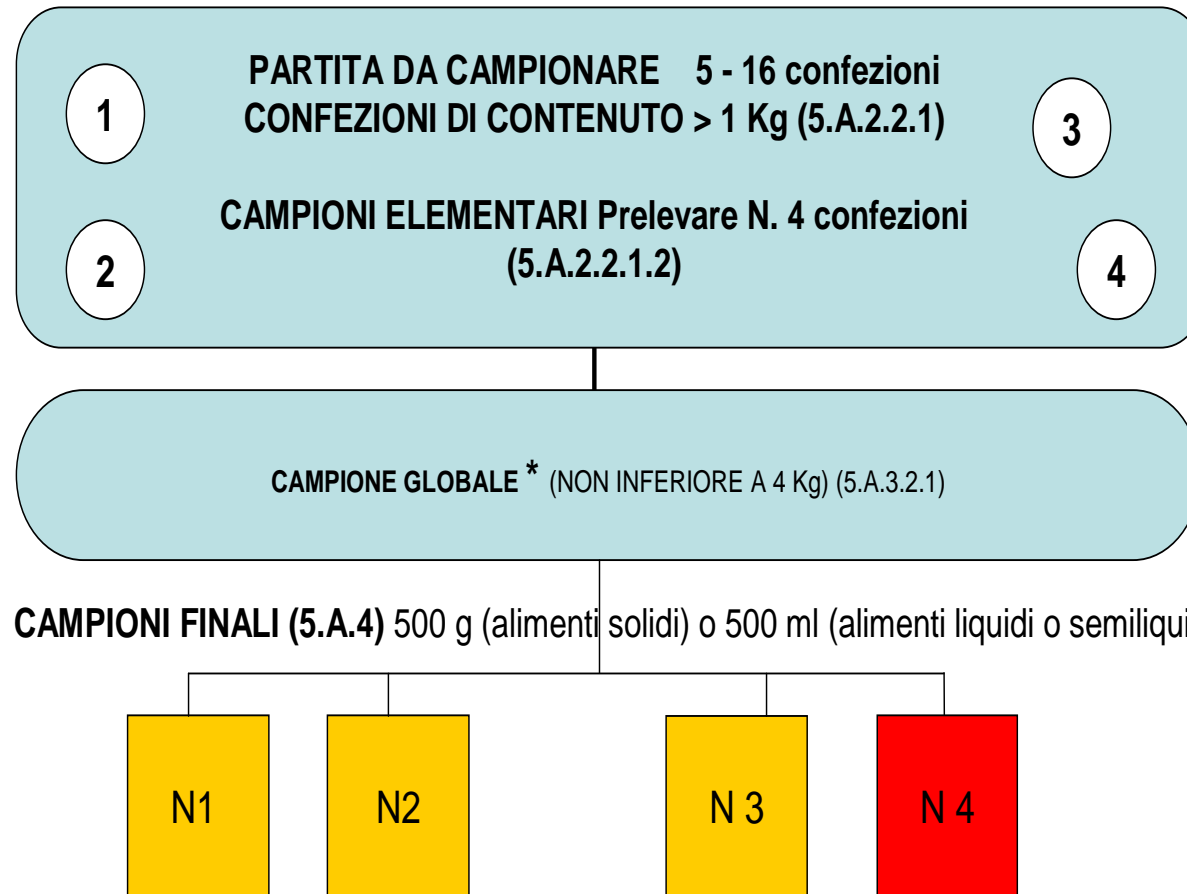 PARTITA DA CAMPIONARE 5 - 16 confezioni
CONFEZIONI DI CONTENUTO > 1 Kg (5.A.2.2.1)
1
3
CAMPIONI ELEMENTARI Prelevare N. 4 confezioni
(5.A.2.2.1.2)
2
4
CAMPIONE GLOBALE * (NON INFERIORE A 4 Kg) (5.A.3.2.1)
CAMPIONI FINALI (5.A.4) 500 g (alimenti solidi) o 500 ml (alimenti liquidi o semiliqui
N1
N2
N 3
N 4